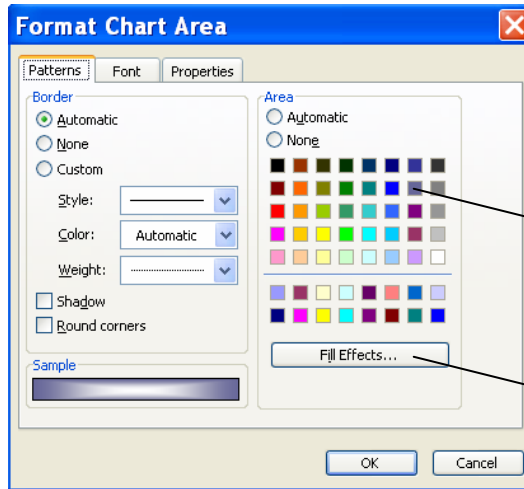 Format Chart Area
Patterns Font Properties
Border
Automatic
None
Custom
Style:
Color: Automatic
Weight:
Shadow
Round corners
Sample
Area
Automatic
None
Fill Effects...
OK Cancel